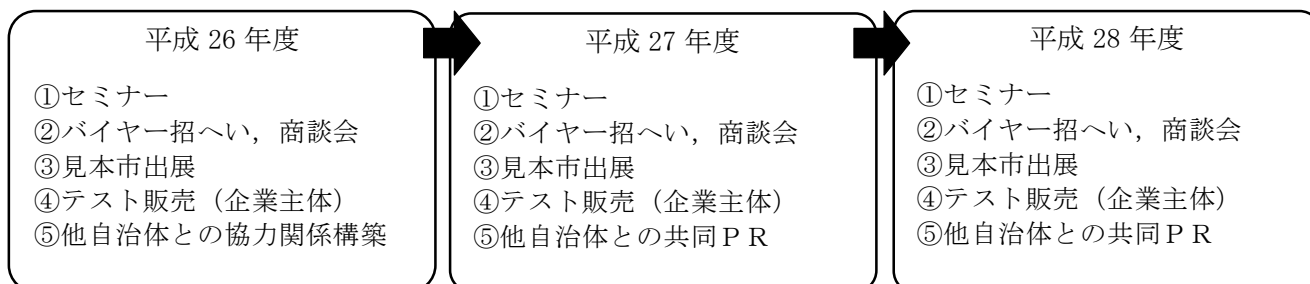 平成 26 年度
①セミナー
②バイヤー招へい，商談会
③見本市出展
④テスト販売（企業主体）
⑤他自治体との協力関係構築
平成 27 年度
①セミナー
②バイヤー招へい，商談会
③見本市出展
④テスト販売（企業主体）
⑤他自治体との共同ＰＲ
平成 28 年度
①セミナー
②バイヤー招へい，商談会
③見本市出展
④テスト販売（企業主体）
⑤他自治体との共同ＰＲ